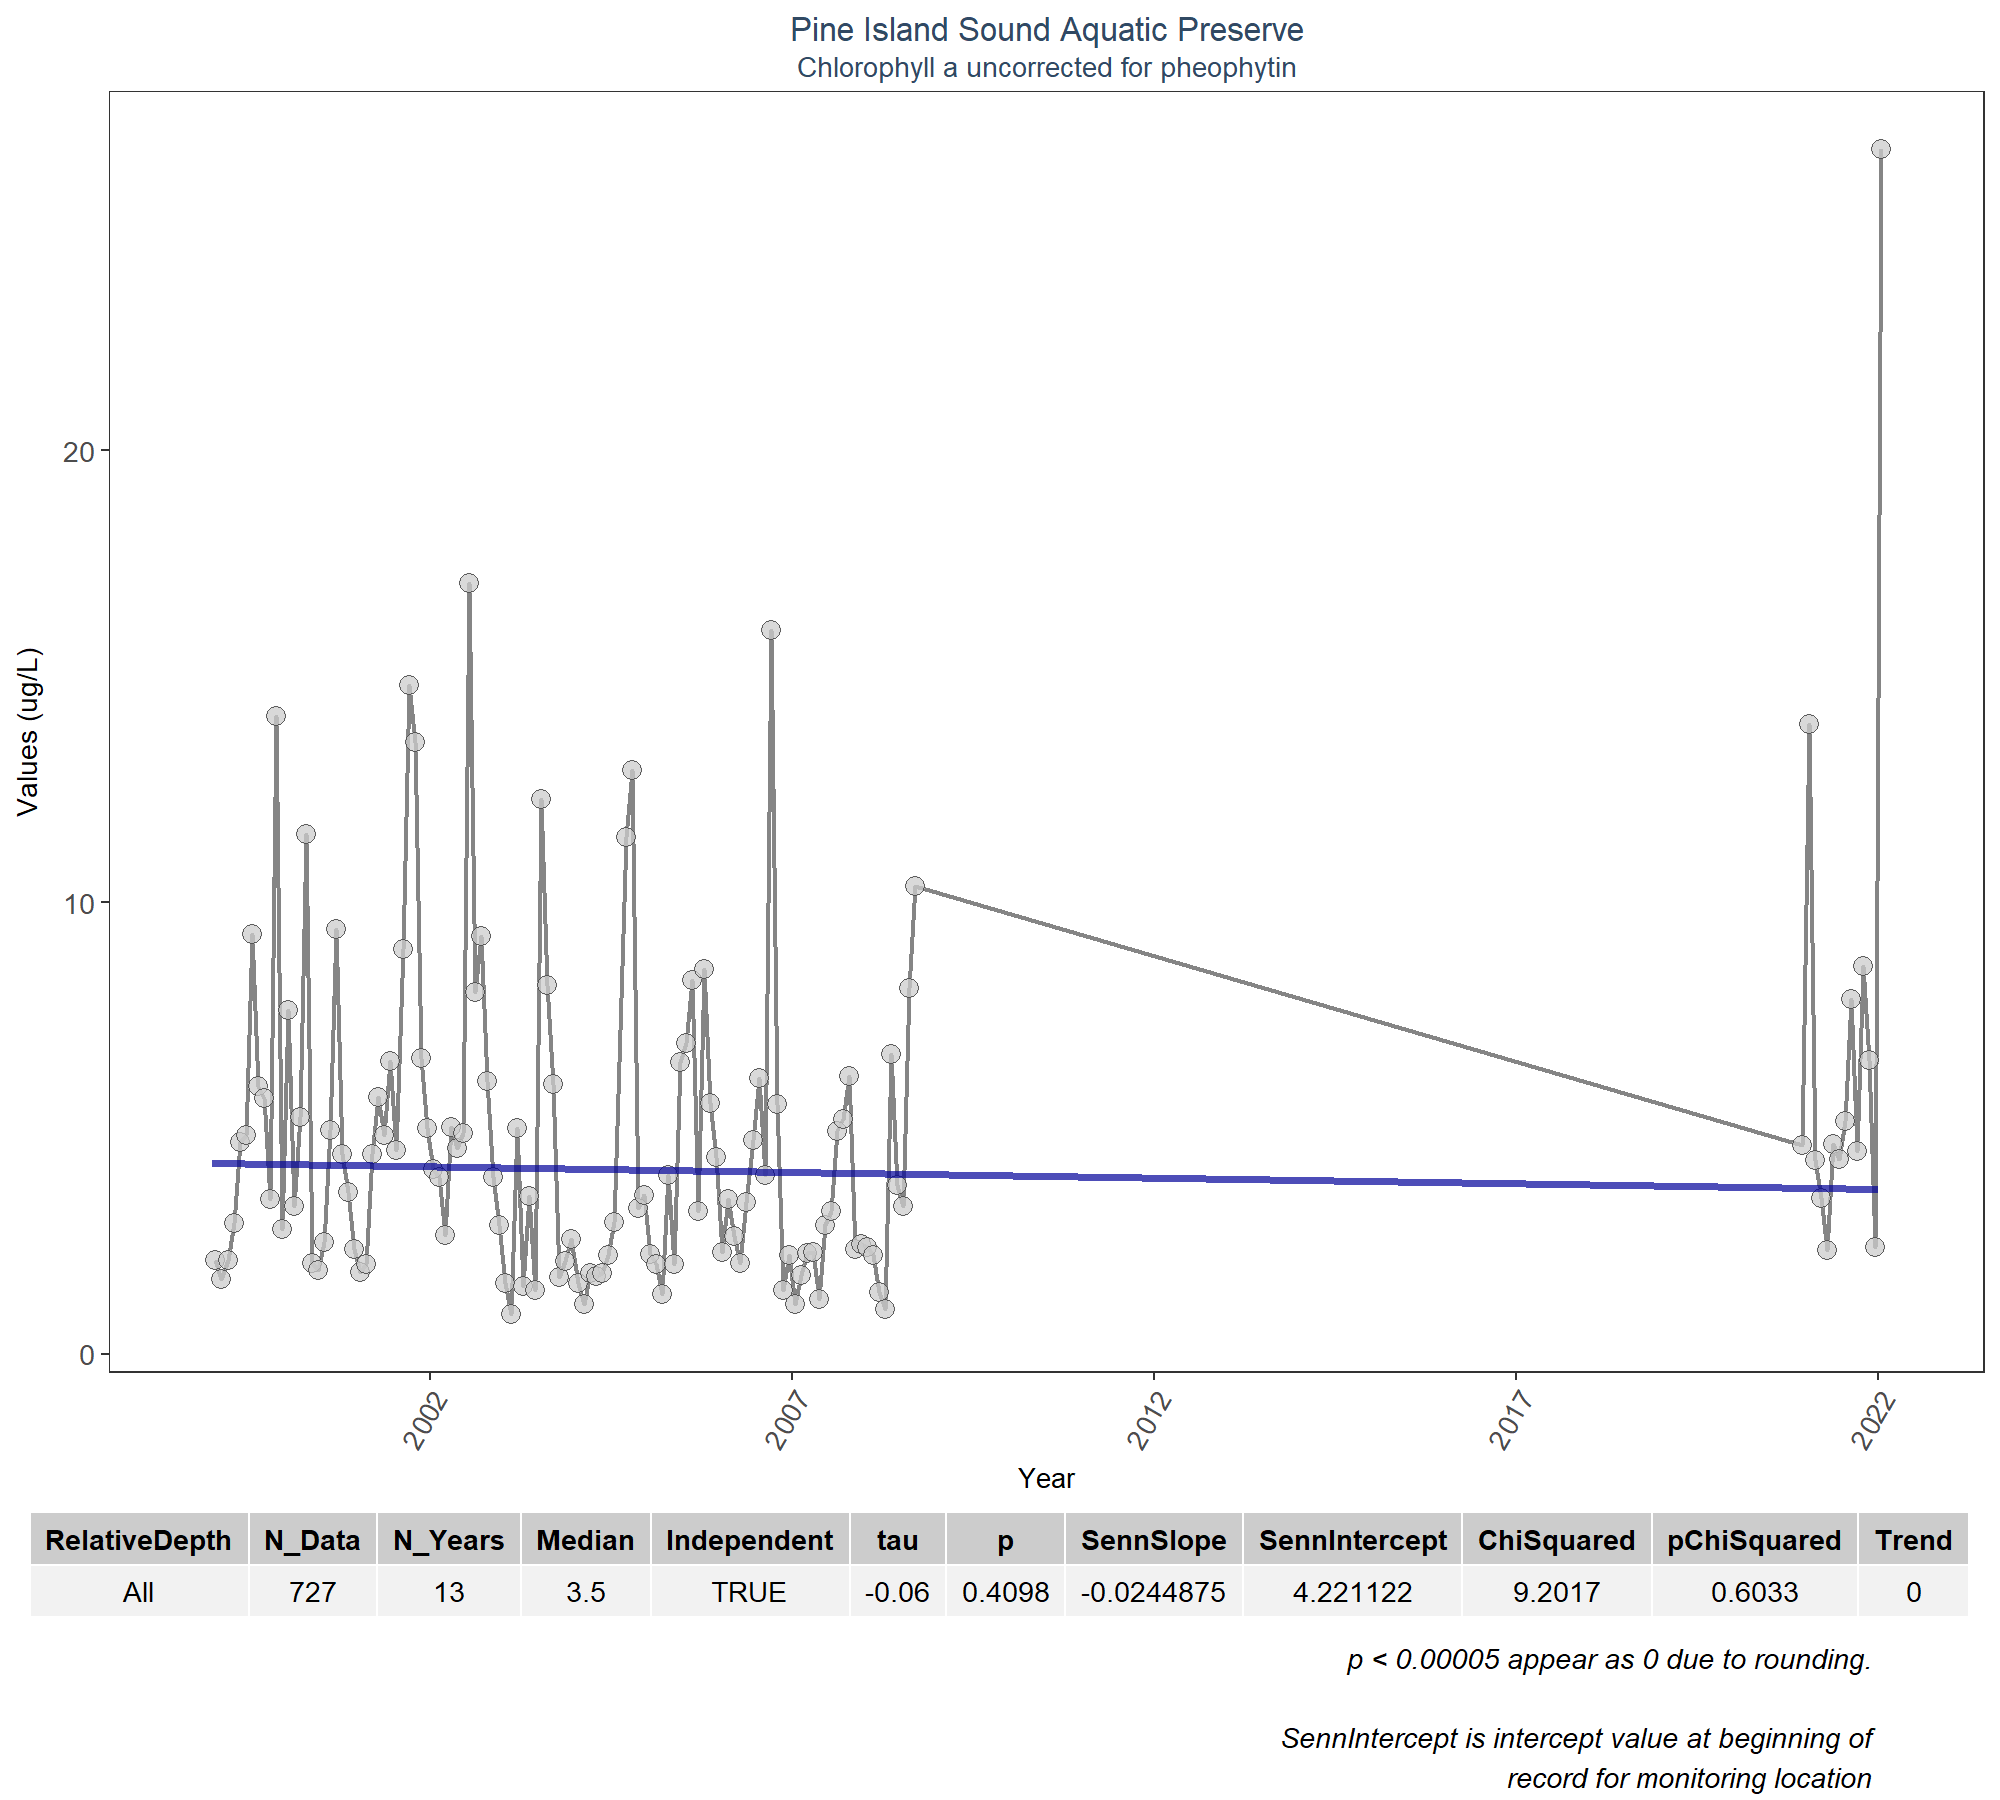 Pine Island Sound Aquatic Preserve
Chlorophyll a uncorrected for pheophytin
20
10
0
Values (ug/L)
2002 2007 2012 2017 2022
Year
RelativeDepth N_Data N_Years Median Independent tau p SennSlope SennIntercept ChiSquared pChiSquared Trend
All 727 13 3.5 TRUE -0.06 0.4098 -0.0244875 4.221122 9.2017 0.6033 0
p < 0.00005 appear as 0 due to rounding.
SennIntercept is intercept value at beginning of
record for monitoring location